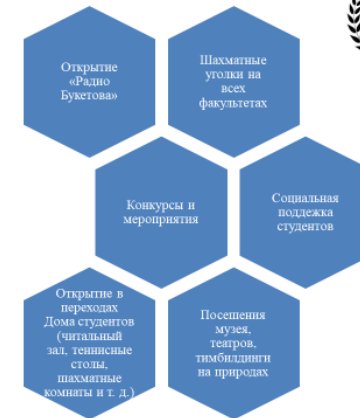 Открытие
«Радио
Букетова»
Шахматные
уголки на
всех
факультетах
Конкурсы и
мероприятия
Социальная
поддежка
студентов
Открытие в
переходах
Дома студентов
(читальный
зал, теннисные
столы,
шахматные
комнаты и т. д.)
Посещения
музея,
театров,
тимбилдинги
на природах